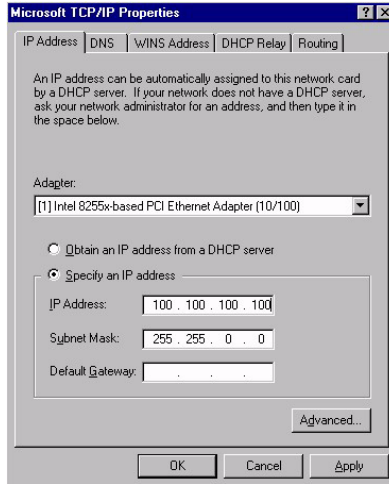 Microsoft TCP/IP Properties
IP Address DNS WINS Address DHCP Relay Routing
An IP address can be automatically assigned to this network card
by a DHCP server. If your network does not have a DHCP server,
ask your network administrator for an address, and then type it in
the space below.
Adapter:
[1] Intel 8255x-based PCI Ethernet Adapter (10/100)
Obtain an IP address from a DHCP server
Specify an IP address
IP Address: 100 . 100 . 100 . 100
Subnet Mask: 255 . 255 . 0 . 0
Default Gateway: . . .
Advanced...
OK Cancel Apply